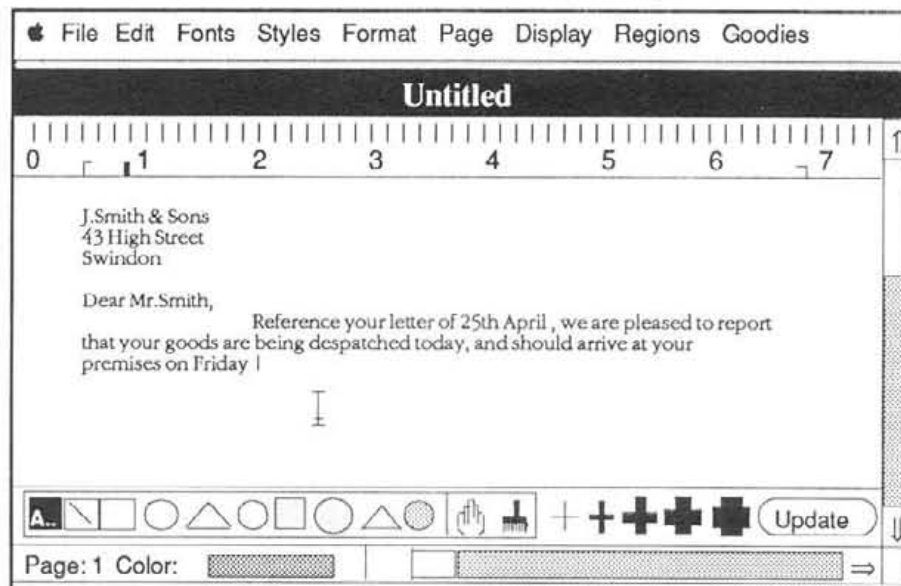 File Edit Fonts Styles Format Page Display Regions Goodies
Untitled
0 1 2 3 4 5 6 7
J.Smith & Sons
43 High Street
Swindon
Dear Mr.Smith,
Reference your letter of 25th April , we are pleased to report
that your goods are being despatched today, and should arrive at your
premises on Friday
A.. Update
Page: 1 Color: